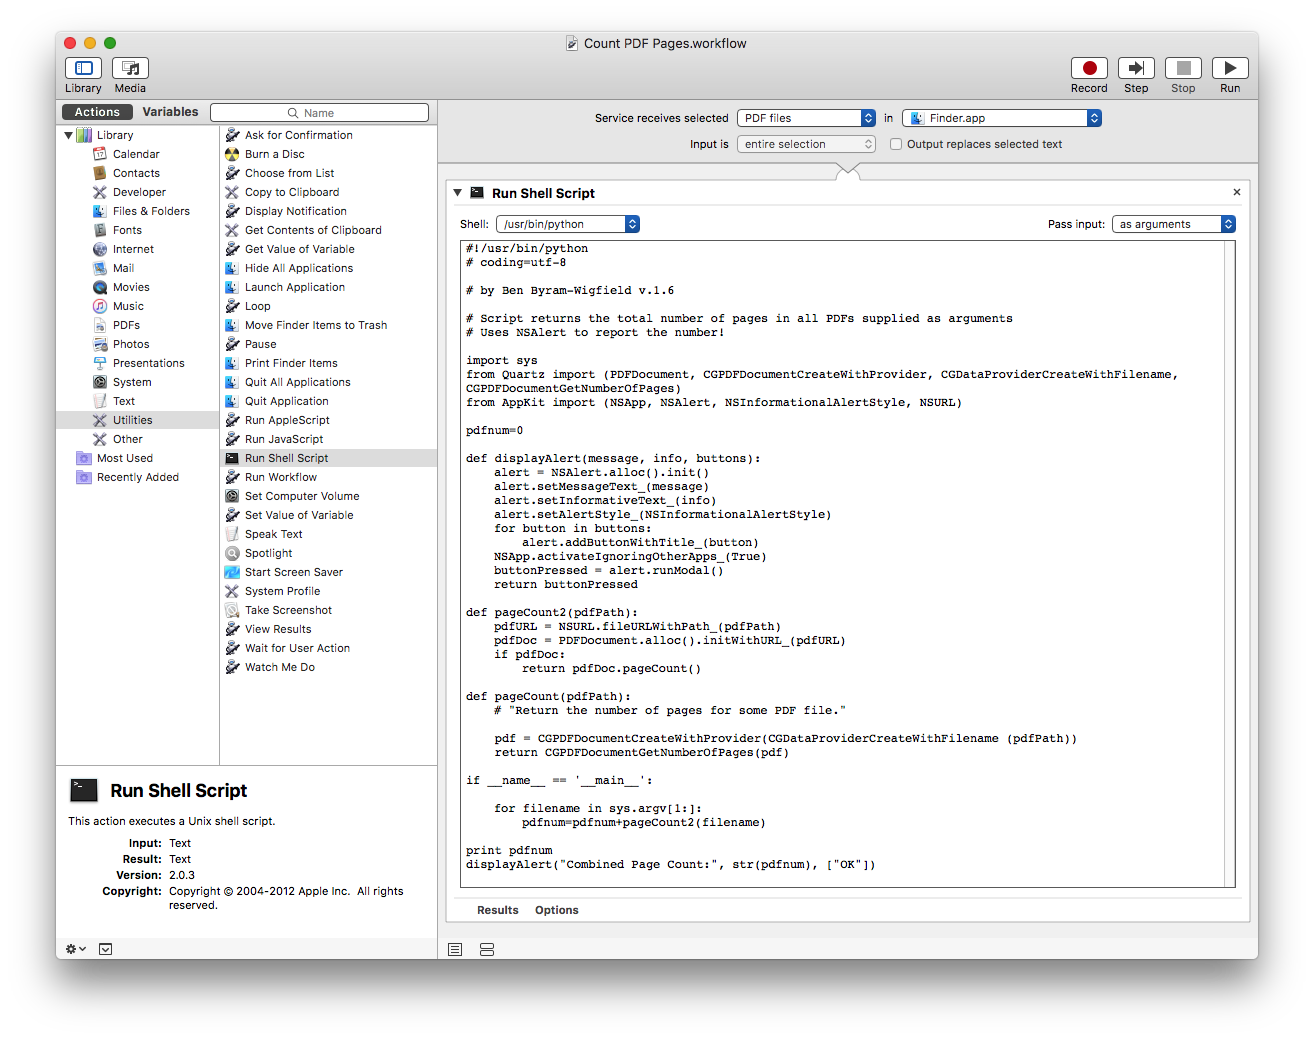 Count PDF Pages.workflow
Library
Media
Record
Step
Stop
Run
Actions
Variables
Name
Library
Calendar
Contacts
Developer
Files & Folders
Fonts
Internet
Mail
Movies
Music
PDFs
Photos
Presentations
System
Text
Utilities
Other
Most Used
Recently Added
Ask for Confirmation
Burn a Disc
Choose from List
Copy to Clipboard
Display Notification
Get Contents of Clipboard
Get Value of Variable
Hide All Applications
Launch Application
Loop
Move Finder Items to Trash
Pause
Print Finder Items
Quit All Applications
Quit Application
Run AppleScript
Run JavaScript
Run Shell Script
Run Workflow
Set Computer Volume
Set Value of Variable
Speak Text
Spotlight
Start Screen Saver
System Profile
Take Screenshot
View Results
Wait for User Action
Watch Me Do
Run Shell Script
This action executes a Unix shell script.
Input: Text
Result: Text
Version: 2.0.3
Copyright: Copyright © 2004-2012 Apple Inc. All rights
reserved.
Service receives selected PDF files in Finder.app
Input is entire selection Output replaces selected text
Run Shell Script
Shell: /usr/bin/python Pass input: as arguments
#!/usr/bin/python
# coding=utf-8
# by Ben Byram-Wigfield v.1.6
# Script returns the total number of pages in all PDFs supplied as arguments
# Uses NSAlert to report the number!
import sys
from Quartz import (PDFDocument, CGPDFDocumentCreateWithProvider, CGDataProviderCreateWithFilename,
CGPDFDocumentGetNumberOfPages)
from AppKit import (NSApp, NSAlert, NSInformationalAlertStyle, NSURL)
pdfnum=0
def displayAlert(message, info, buttons):
    alert = NSAlert.alloc().init()
    alert.setMessageText_(message)
    alert.setInformativeText_(info)
    alert.setAlertStyle_(NSInformationalAlertStyle)
    for button in buttons:
        alert.addButtonWithTitle_(button)
    NSApp.activateIgnoringOtherApps_(True)
    buttonPressed = alert.runModal()
    return buttonPressed
def pageCount2(pdfPath):
    pdfURL = NSURL.fileURLWithPath_(pdfPath)
    pdfDoc = PDFDocument.alloc().initWithURL_(pdfURL)
    if pdfDoc:
        return pdfDoc.pageCount()
def pageCount(pdfPath):
    # "Return the number of pages for some PDF file."
    pdf = CGPDFDocumentCreateWithProvider(CGDataProviderCreateWithFilename (pdfPath))
    return CGPDFDocumentGetNumberOfPages(pdf)
if __name__ == '__main__':
    for filename in sys.argv[1:]:
        pdfnum=pdfnum+pageCount2(filename)
print pdfnum
displayAlert("Combined Page Count:", str(pdfnum), ["OK"])
Results Options